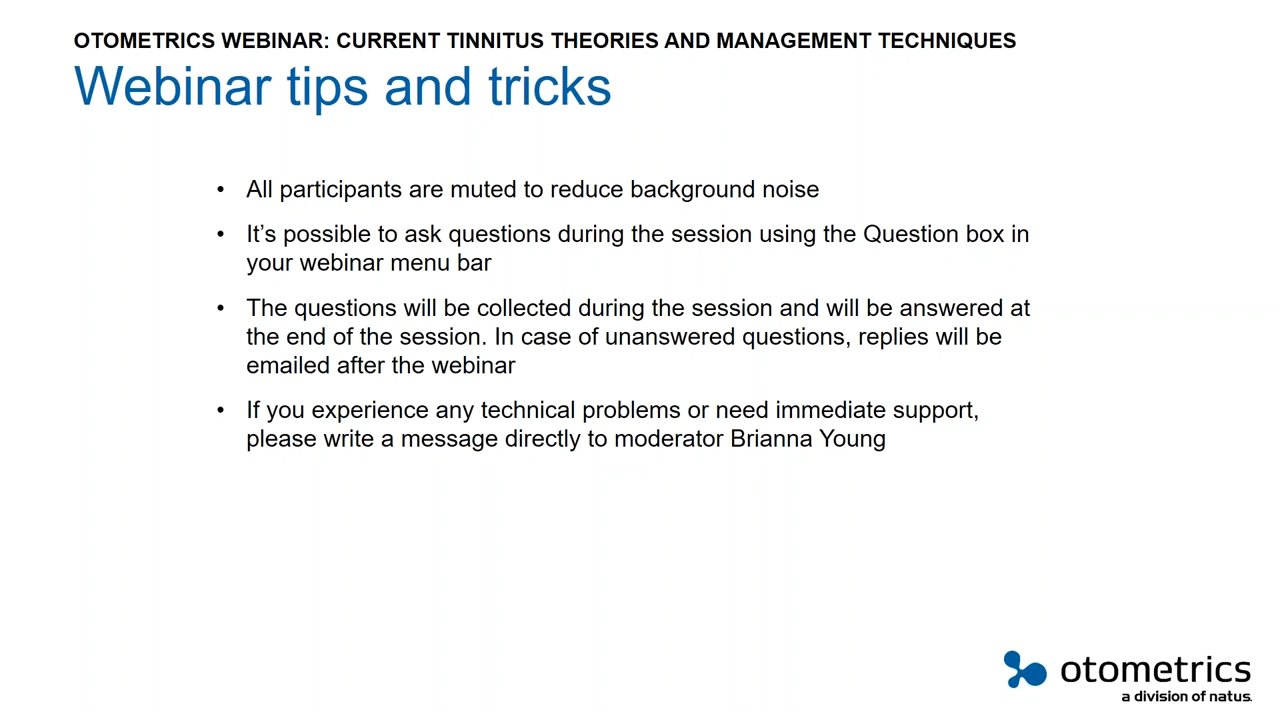 OTOMETRICS WEBINAR: CURRENT TINNITUS THEORIES AND MANAGEMENT TECHNIQUES
Webinar tips and tricks
• All participants are muted to reduce background noise
• It’s possible to ask questions during the session using the Question box in
your webinar menu bar
• The questions will be collected during the session and will be answered at
the end of the session. In case of unanswered questions, replies will be
emailed after the webinar
• If you experience any technical problems or need immediate support,
please write a message directly to moderator Brianna Young
otometrics
a division of natus.